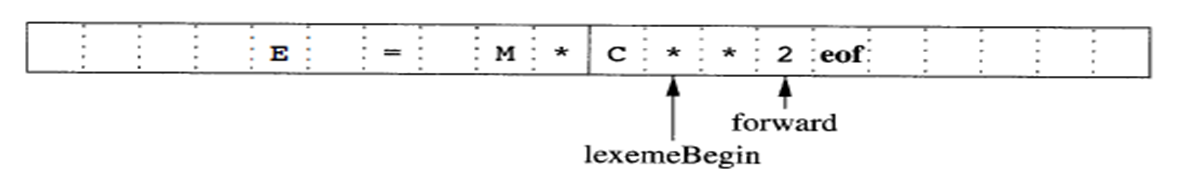 E = M * C * * 2 eof
forward
lexemeBegin